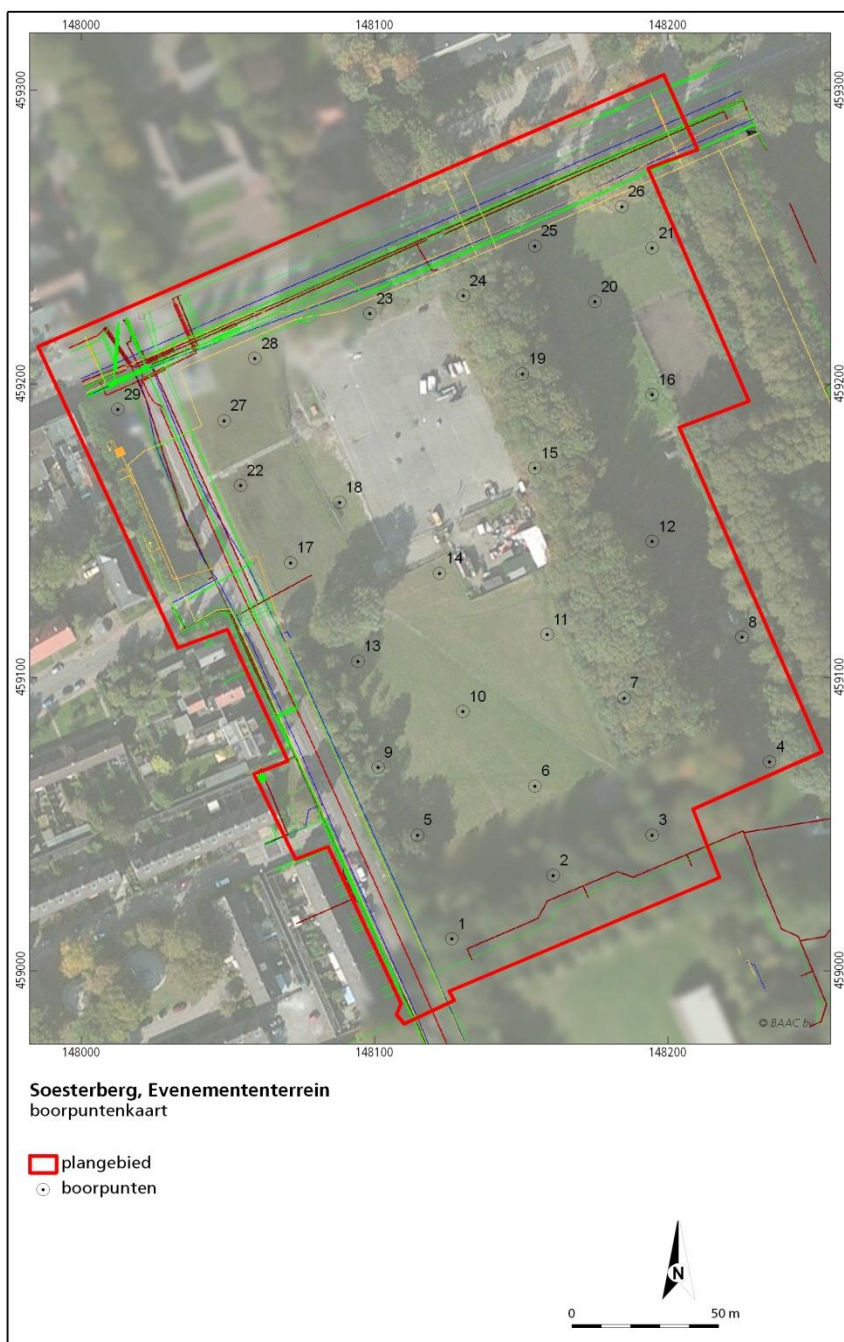 148000 148100 148200
459300 459300
26
25 21
24 20
23
28 19
459200 459200
29 27 16
22 15
18
12
17 14
11 8
13
459100 459100
7
10
9 4
6
5 3
2
1
459000 459000
© BAAC bv
148000 148100 148200
Soesterberg, Evenemententerrein
boorpuntenkaart
plangebied
boorpunten
N
0 50 m